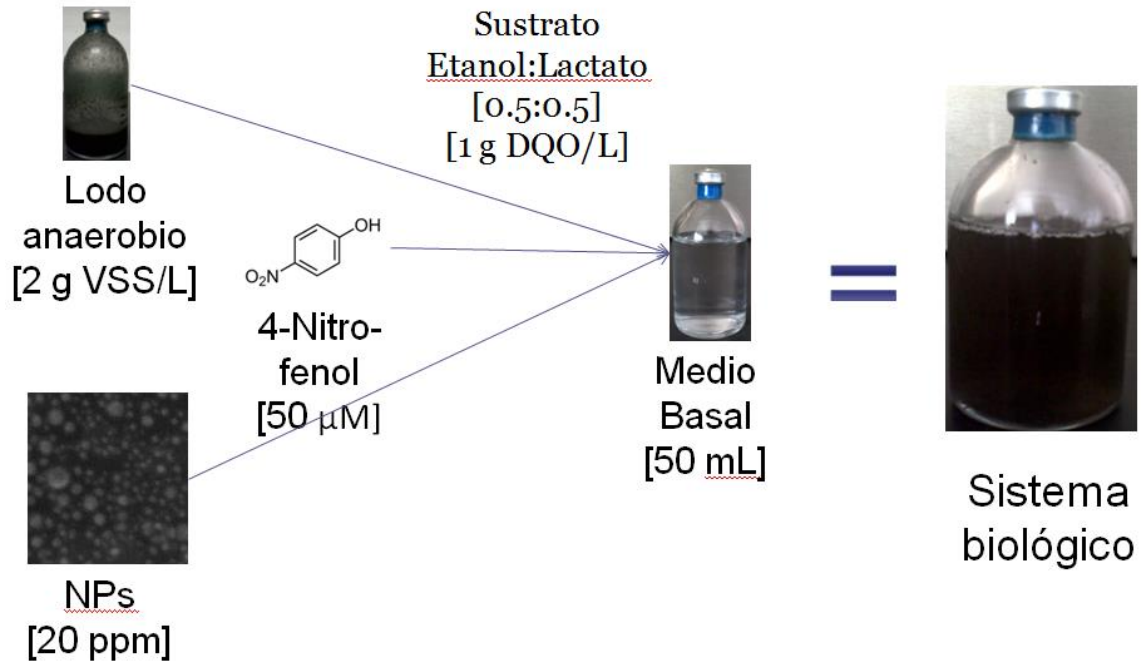 Sustrato
Etanol:Lactato
[0.5:0.5]
[1 g DQO/L]
Lodo
anaerobio
[2 g VSS/L]
OH
O₂N
4-Nitro-
fenol
[50 µM]
NPs
[20 ppm]
Medio
Basal
[50 mL]
=
Sistema
biológico